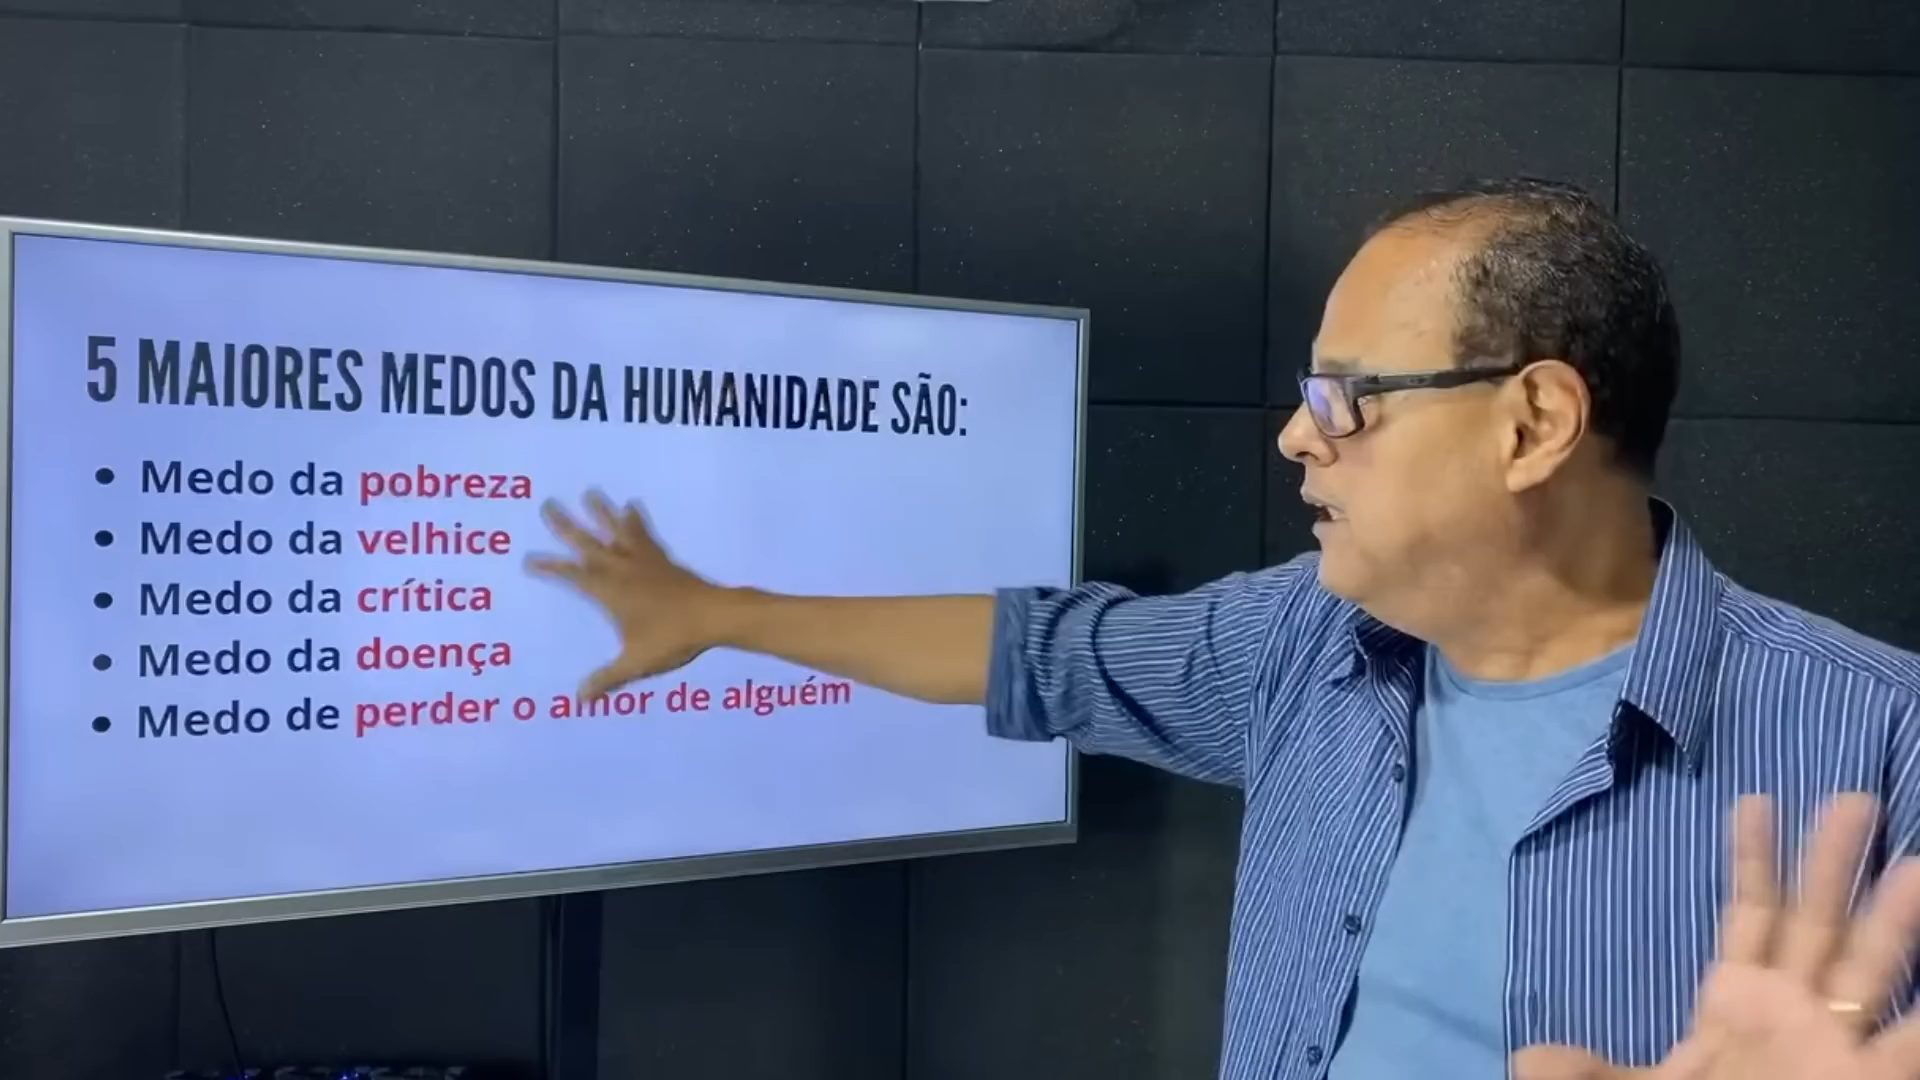 5 MAIORES MEDOS DA HUMANIDADE SÃO:
• Medo da pobreza
• Medo da velhice
• Medo da crítica
• Medo da doença
• Medo de perder o amor de alguém